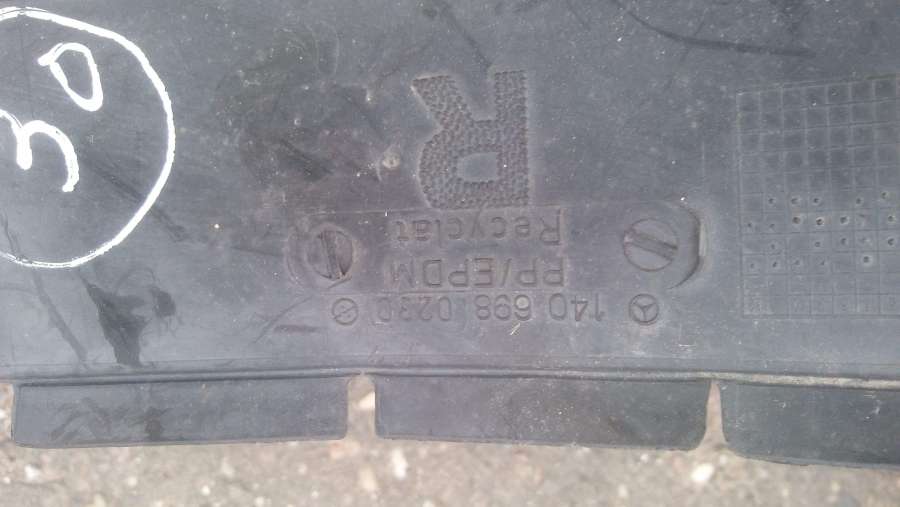 30
140 698 0230
PP/EPDM
Recyclat
R